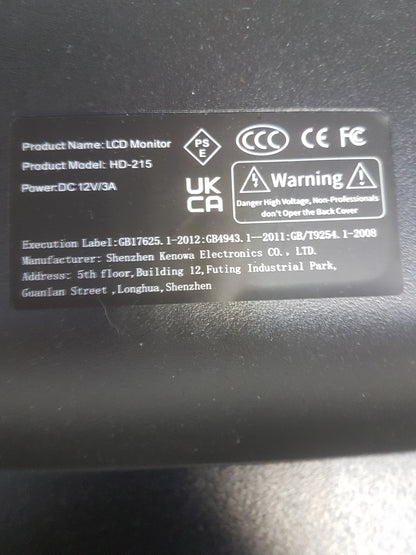 Product Name: LCD Monitor
Product Model: HD-215
Power: DC 12V/3A
PS
E
CCC CE FC
UK
CA
Warning
Danger High Voltage, Non-Professionals
don't Oper the Back Cover
Execution Label:GB17625.1-2012:GB4943.1--2011:GB/T9254.1-2008
Manufacturer: Shenzhen Kenowa Electronics CO., LTD.
Address: 5th floor,Building 12,Futing Industrial Park,
Guanlan Street ,Longhua,Shenzhen